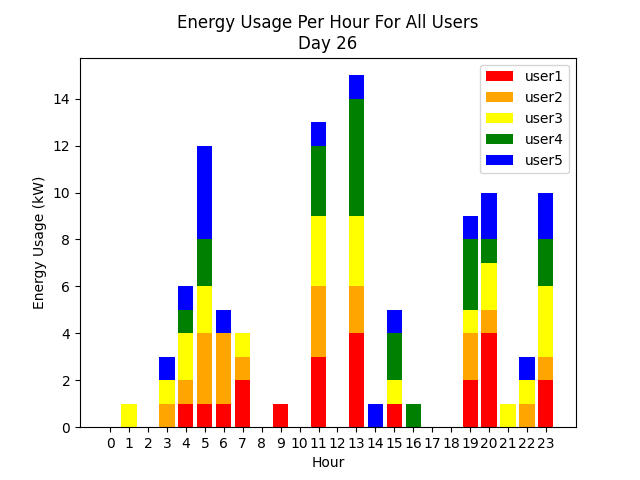 Energy Usage Per Hour For All Users
Day 26
user1
user2
user3
user4
user5
Energy Usage (kW)
14
12
10
8
6
4
2
0
0 1 2 3 4 5 6 7 8 9 10 11 12 13 14 15 16 17 18 19 20 21 22 23
Hour